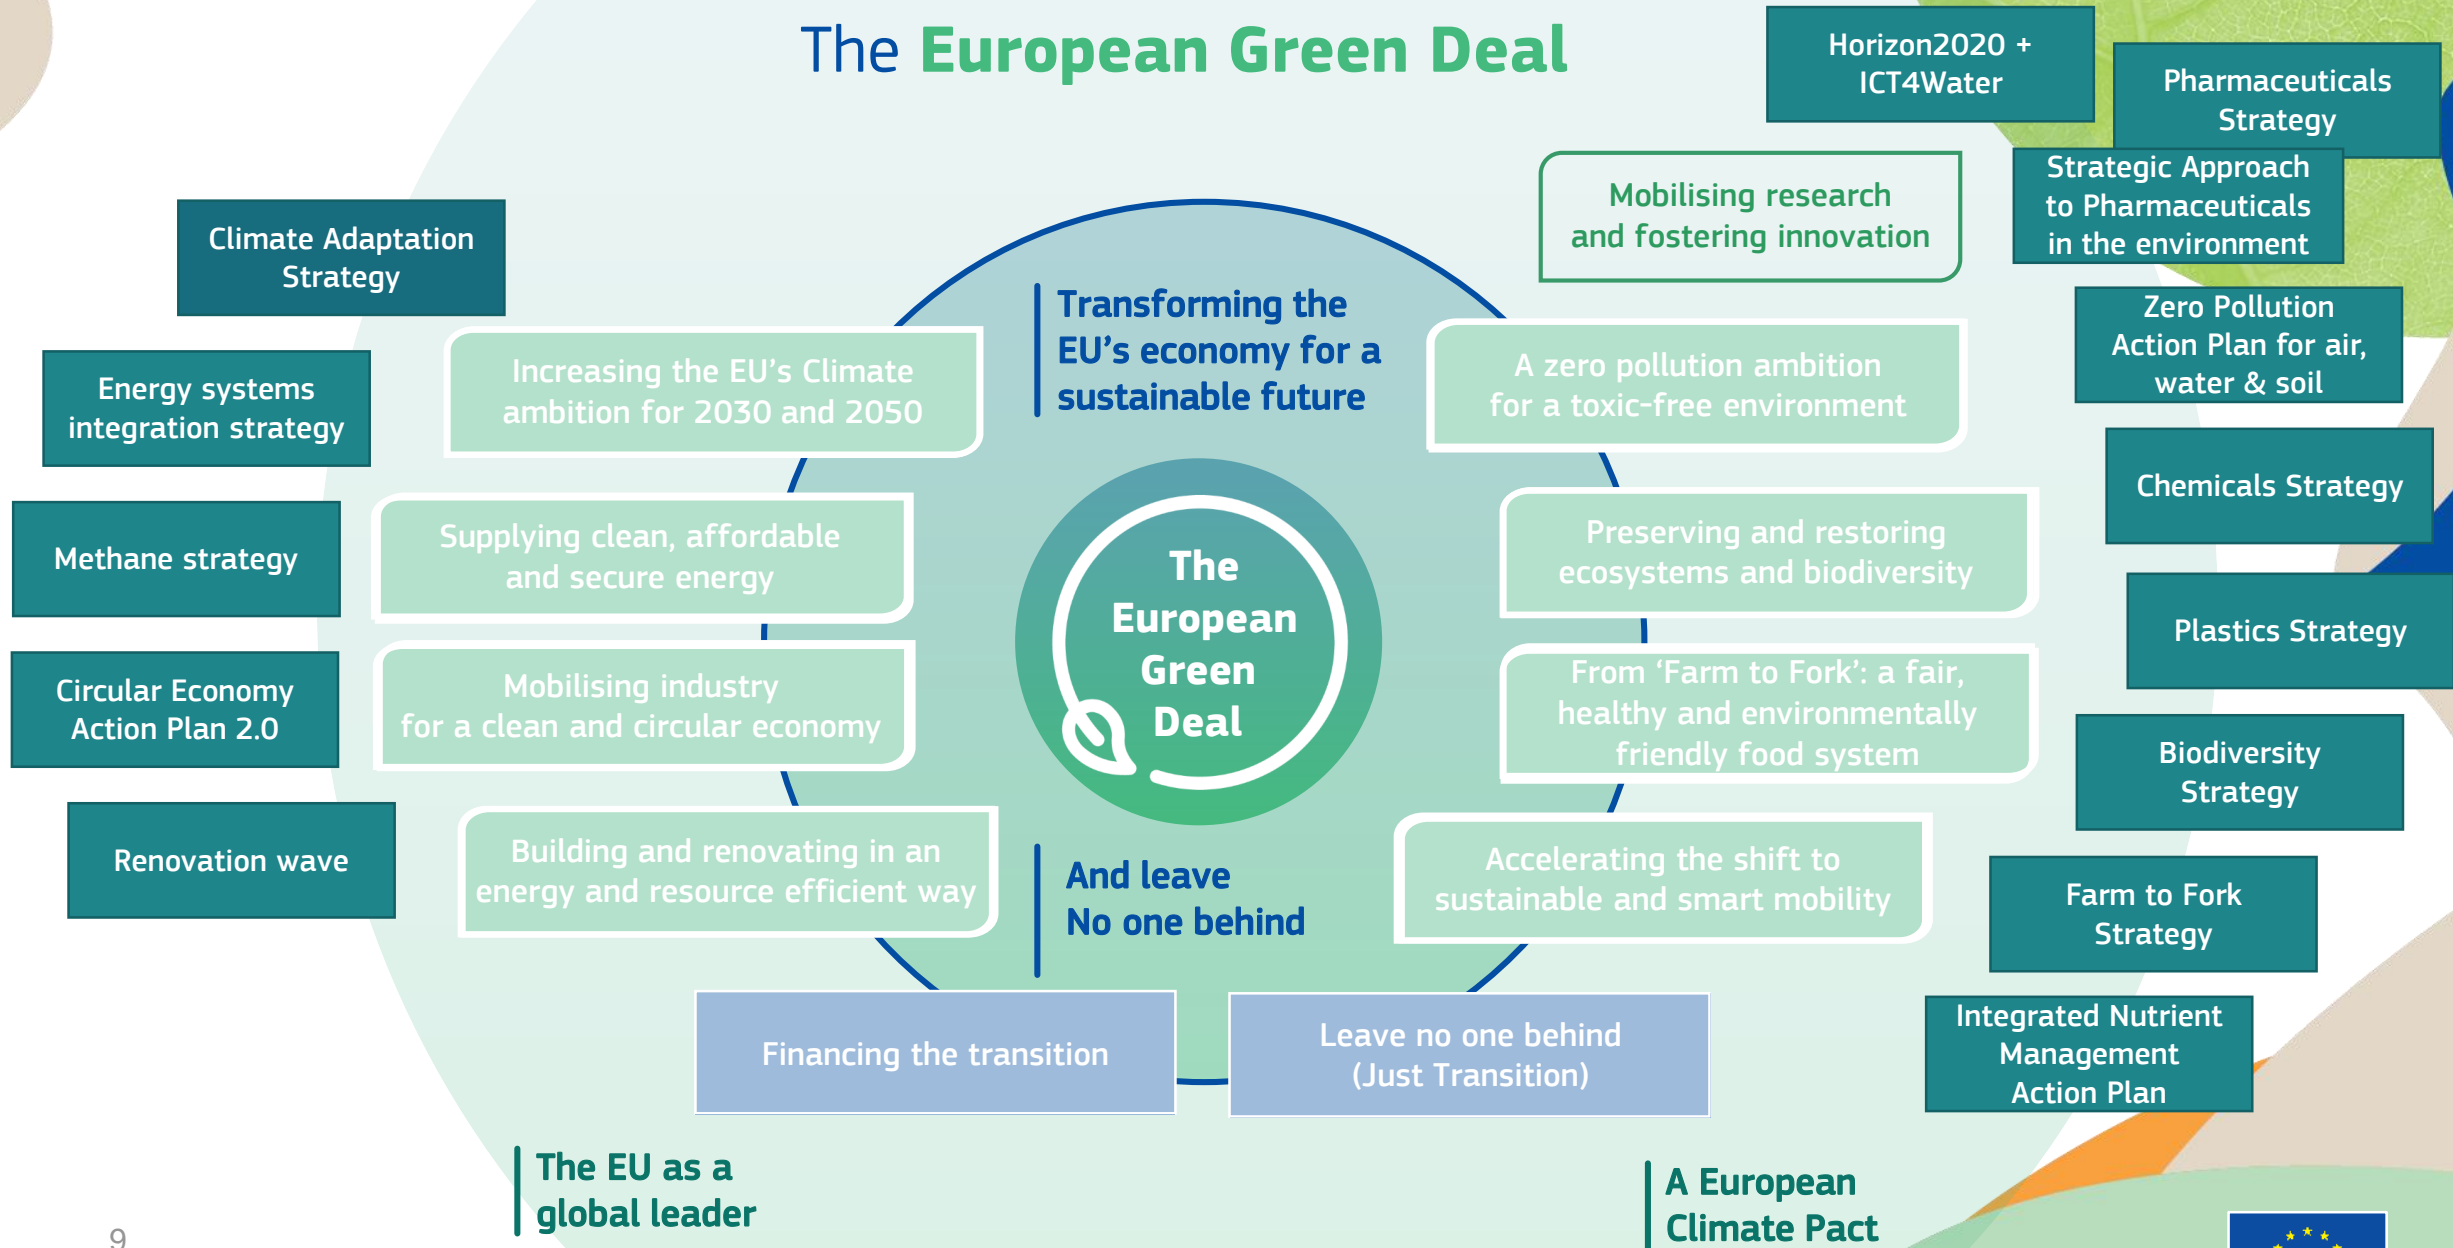 The European Green Deal
Horizon2020 +
ICT4Water
Pharmaceuticals
Strategy
Mobilising research
and fostering innovation
Strategic Approach
to Pharmaceuticals
in the environment
Climate Adaptation
Strategy
Transforming the
EU's economy for a
sustainable future
Zero Pollution
Action Plan for air,
water & soil
Energy systems
integration strategy
Increasing the EU's Climate
ambition for 2030 and 2050
A zero pollution ambition
for a toxic-free environment
Chemicals Strategy
Methane strategy
Supplying clean, affordable
and secure energy
The
European
Green
Deal
Preserving and restoring
ecosystems and biodiversity
Plastics Strategy
Circular Economy
Action Plan 2.0
Mobilising industry
for a clean and circular economy
From ‘Farm to Fork’: a fair,
healthy and environmentally
friendly food system
Biodiversity
Strategy
Renovation wave
Building and renovating in an
energy and resource efficient way
And leave
No one behind
Accelerating the shift to
sustainable and smart mobility
Farm to Fork
Strategy
Financing the transition
Leave no one behind
(Just Transition)
Integrated Nutrient
Management
Action Plan
The EU as a
global leader
A European
Climate Pact
9